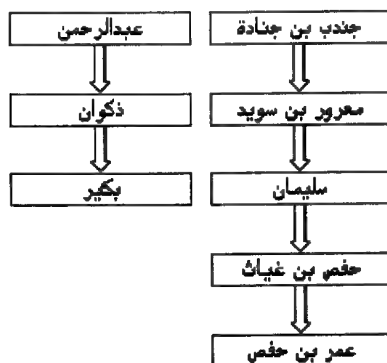 جندب بن جنادة
معرور بن سويد
سليمان
حفص بن غياث
عمر بن حفص
عبدالرحمن
ذكوان
بكير